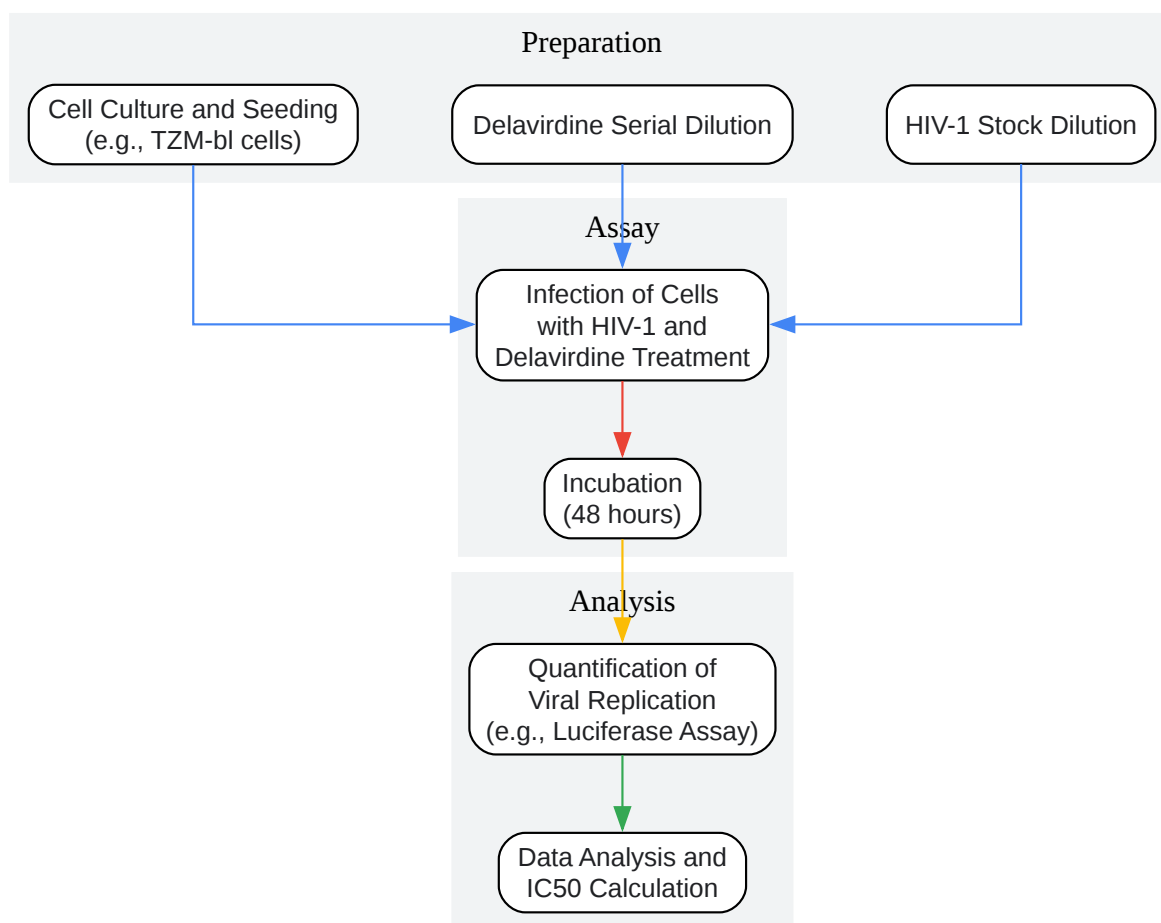 Preparation
Cell Culture and Seeding
(e.g., TZM-bl cells)
Delavirdine Serial Dilution
HIV-1 Stock Dilution
Assay
Infection of Cells
with HIV-1 and
Delavirdine Treatment
Incubation
(48 hours)
Analysis
Quantification of
Viral Replication
(e.g., Luciferase Assay)
Data Analysis and
IC50 Calculation